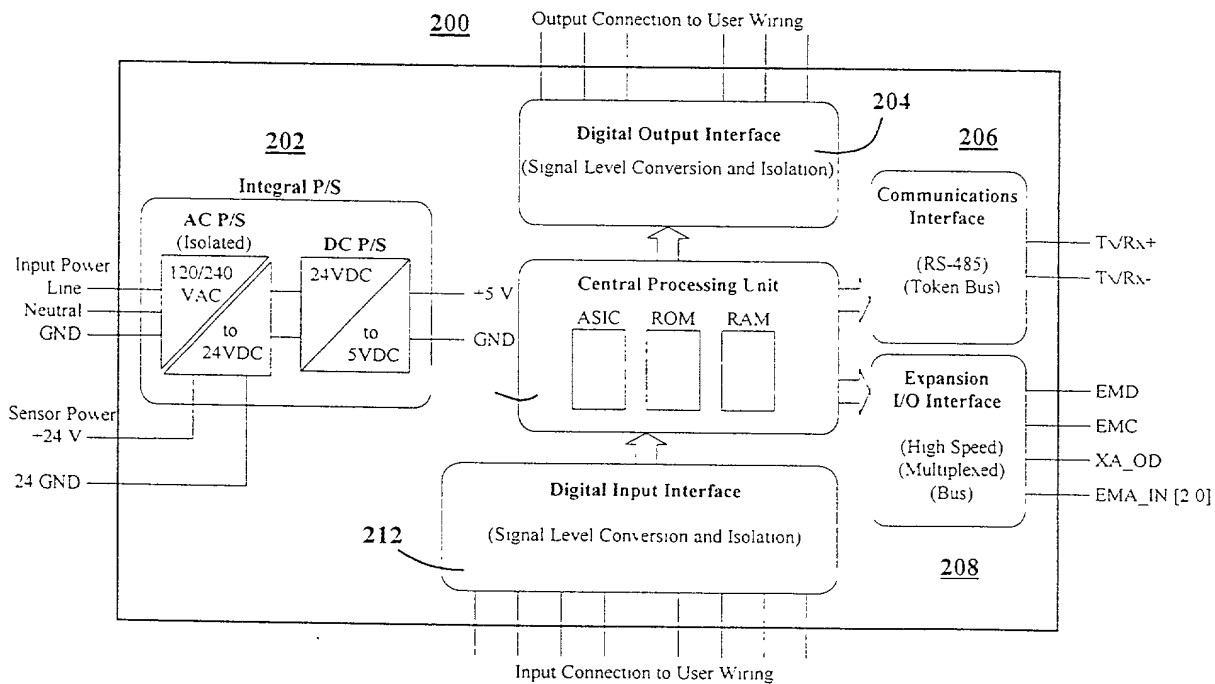 Output Connection to User Wiring
200
204
Digital Output Interface
(Signal Level Conversion and Isolation)
202
Integral P/S
AC P/S
(Isolated)
120/240
VAC
to
24VDC
DC P/S
24VDC
to
5VDC
Input Power
Line
Neutral
GND
Sensor Power
+24 V
24 GND
+5 V
GND
Central Processing Unit
ASIC
ROM
RAM
206
Communications
Interface
(RS-485)
(Token Bus)
Tx/Rx+
Tx/Rx-
Expansion
I/O Interface
(High Speed)
(Multiplexed)
(Bus)
EMD
EMC
XA_OD
EMA_IN [2 0]
208
Digital Input Interface
(Signal Level Conversion and Isolation)
212
Input Connection to User Wiring